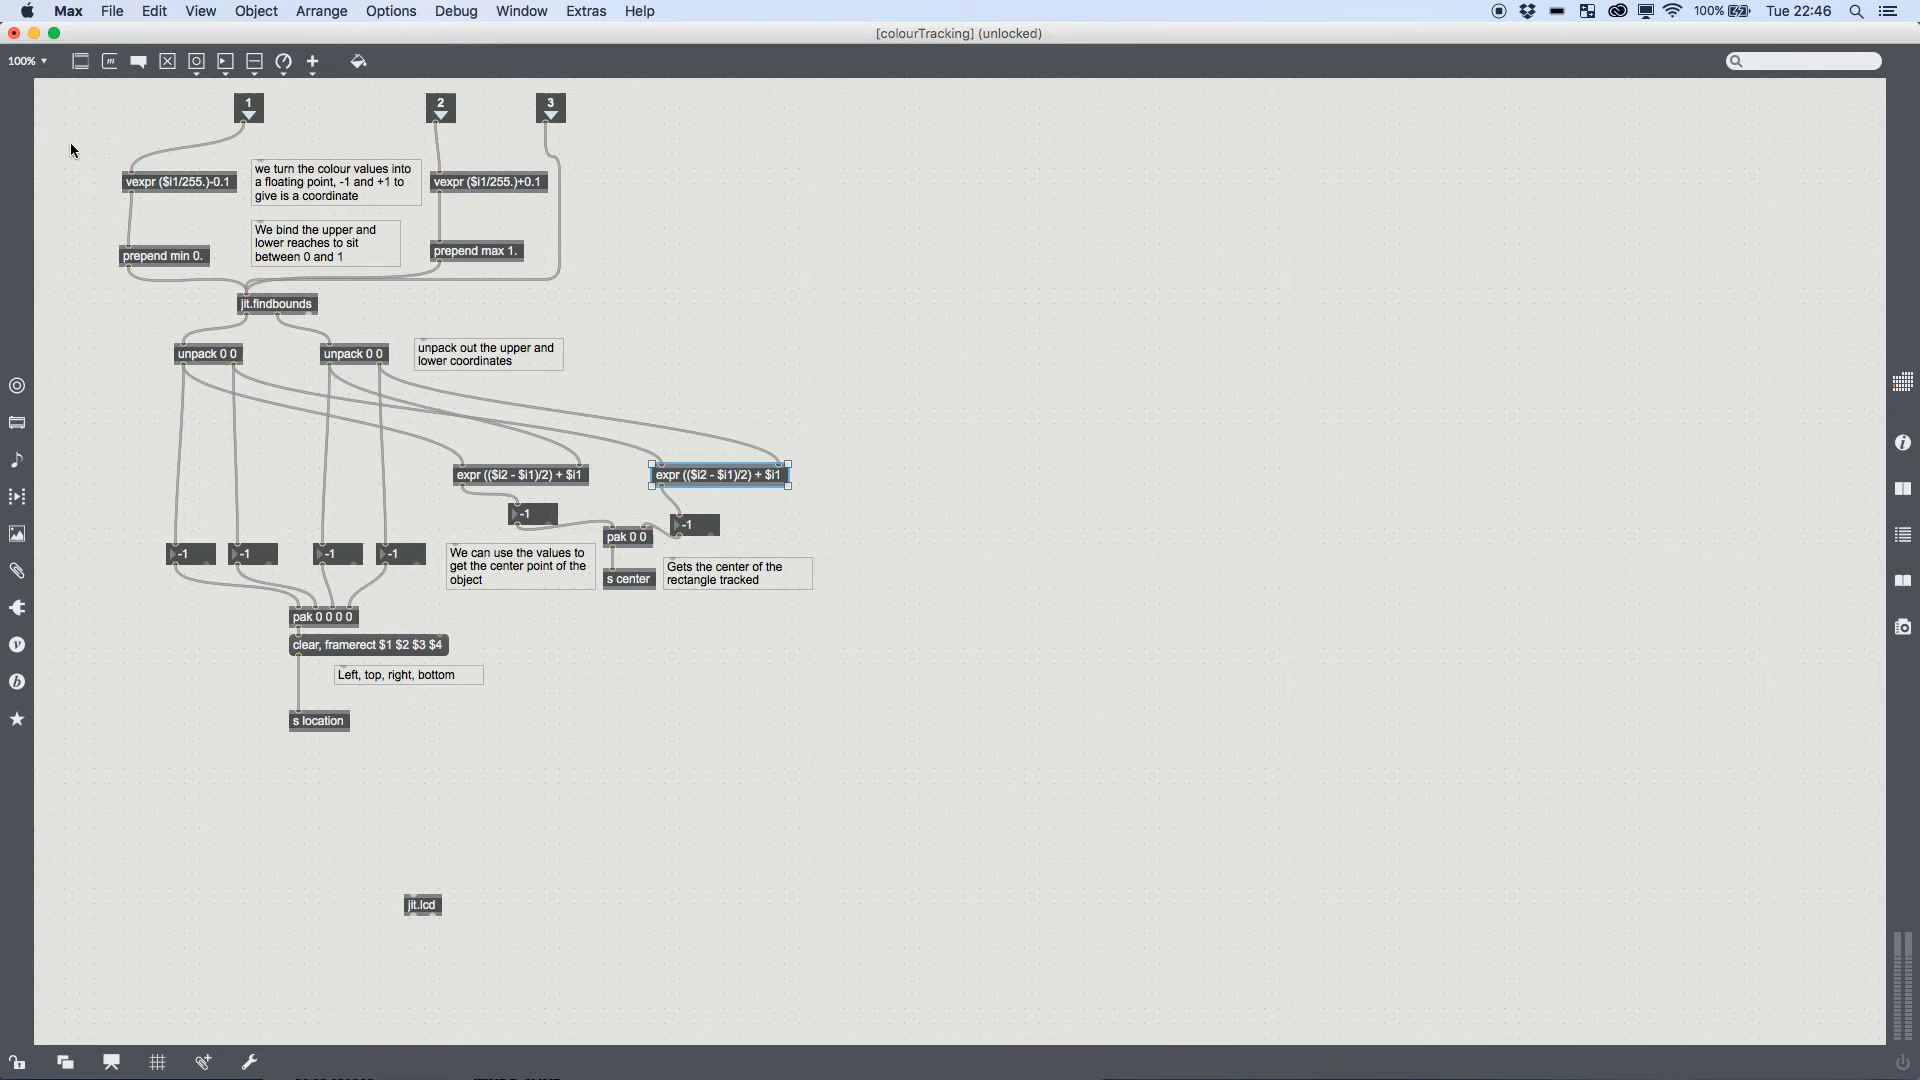 Max File Edit View Object Arrange Options Debug Window Extras Help
100% Tue 22:46
[colourTracking] (unlocked)
100%
1
2
3
vexpr ($i1/255.)-0.1
we turn the colour values into
a floating point, -1 and +1 to
give is a coordinate
vexpr ($i1/255.)+0.1
We bind the upper and
lower reaches to sit
between 0 and 1
prepend min 0.
prepend max 1.
jit.findbounds
unpack 0 0
unpack 0 0
unpack out the upper and
lower coordinates
expr (($i2 - $i1)/2) + $i1
expr (($i2 - $i1)/2) + $i1
-1
-1
pak 0 0
-1
-1
-1
-1
We can use the values to
get the center point of the
object
s center
Gets the center of the
rectangle tracked
pak 0 0 0 0
clear, framerect $1 $2 $3 $4
Left, top, right, bottom
s location
jit.lcd